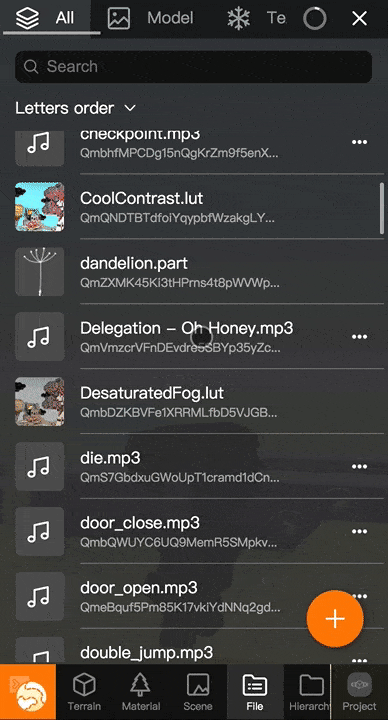 All
Model
Te
Search
Letters order
checkpoint.mp3
QmbhfMPCDg15nQgKrZm9f5enX...
CoolContrast.lut
QmQNDTBTdfoiYqypbfWzakgLY...
dandelion.part
QmZXMK45Ki3tHPrns4t8pWVWp...
Delegation – Oh Honey.mp3
QmVmzcrVFnDEvdre5SBYp35yZc...
DesaturatedFog.lut
QmbDZKBVFe1XRRMLfbD5VJGB...
die.mp3
QmS7GbdxuGWoUpT1cramd1dCn...
door_close.mp3
QmbQWUYC6UQ9MemR5SMpkv...
door_open.mp3
QmeBquf5Pm85K17vkiYdNNq2gd...
double_jump.mp3
Terrain
Material
Scene
File
Hierarch
Project